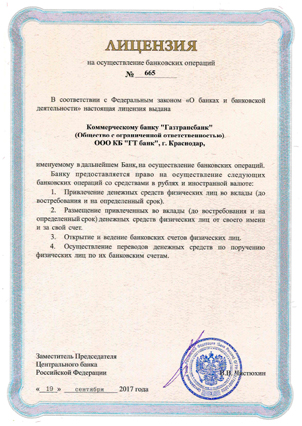 ЛИЦЕНЗИЯ
на осуществление банковских операций
№ 665
В соответствии с Федеральным законом «О банках и банковской
деятельности» настоящая лицензия выдана
Коммерческому банку "Газтрансбанк"
(Общество с ограниченной ответственностью)
ООО КБ "ГТ банк", г. Краснодар,
именуемому в дальнейшем Банк, на осуществление банковских операций.
Банку предоставляется право на осуществление следующих
банковских операций со средствами в рублях и иностранной валюте:
1. Привлечение денежных средств физических лиц во вклады (до
востребования и на определенный срок).
2. Размещение привлеченных во вклады (до востребования и на
определенный срок) денежных средств физических лиц от своего имени
и за свой счет.
3. Открытие и ведение банковских счетов физических лиц.
4. Осуществление переводов денежных средств по поручению
физических лиц по их банковским счетам.
Заместитель Председателя
Центрального банка
Российской Федерации
« 19 » сентября 2017 года